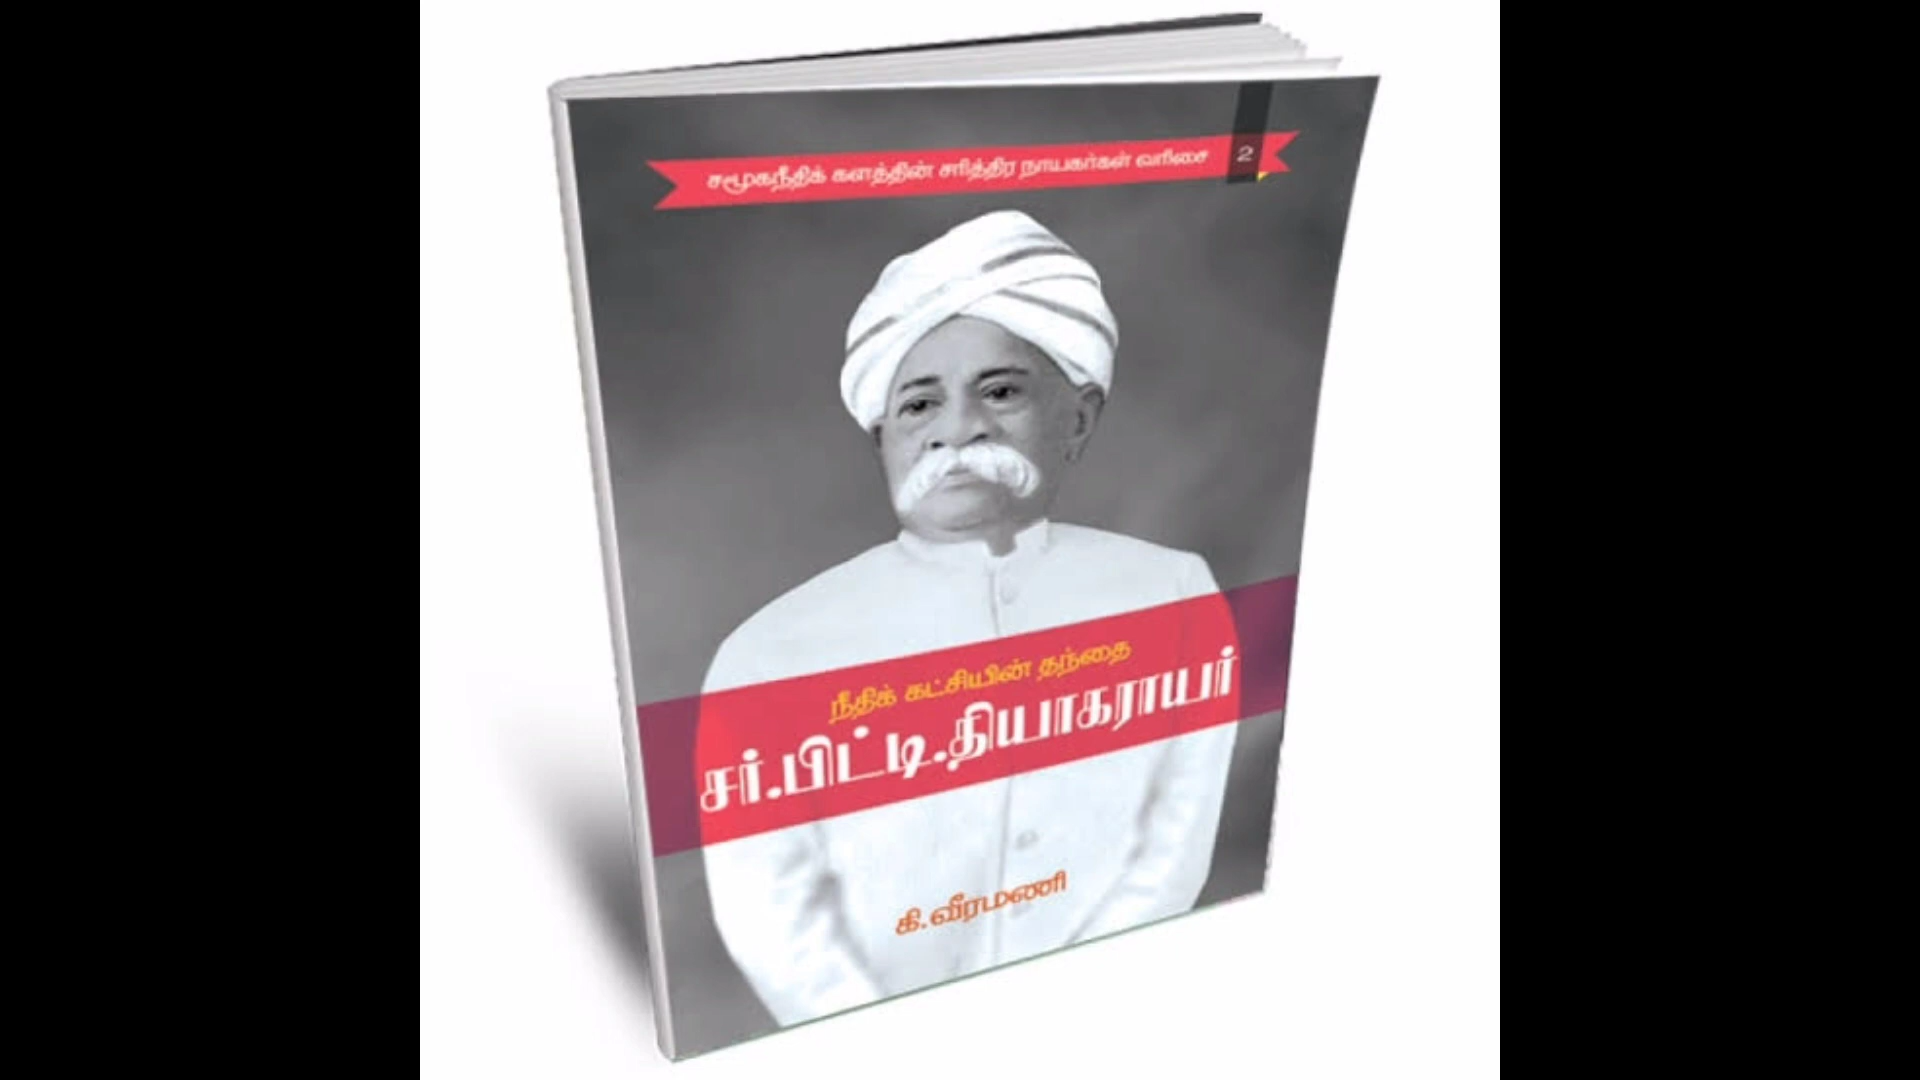 சமூகநீதிக் களத்தின் சரித்திர நாயகர்கள் வரிசை 2
நீதிக் கட்சியின் தந்தை
சர்.பிட்டி.தியாகராயர்
கி.வீரமணி